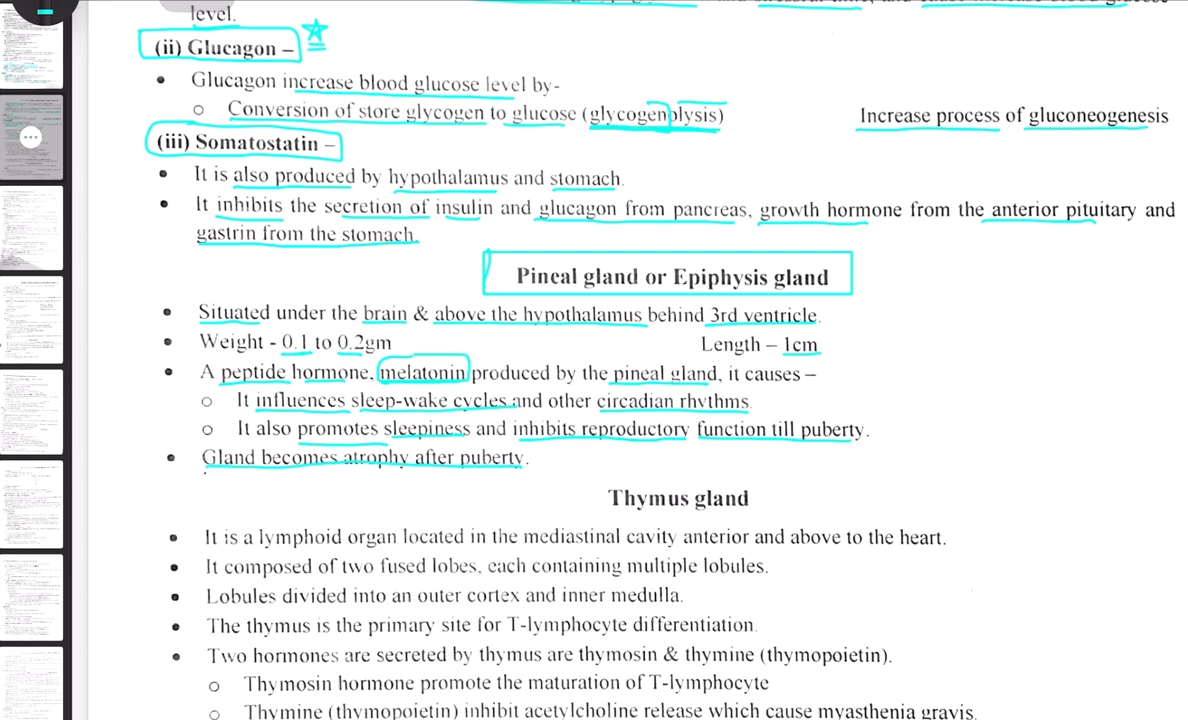 level.
(ii) Glucagon –
• Glucagon increase blood glucose level by-
o Conversion of store glycogen to glucose (glycogenolysis) Increase process of gluconeogenesis
(iii) Somatostatin –
• It is also produced by hypothalamus and stomach.
• It inhibits the secretion of insulin and glucagon from pancreas, growth hormone from the anterior pituitary and
gastrin from the stomach.
Pineal gland or Epiphysis gland
• Situated under the brain & above the hypothalamus behind 3rd ventricle.
• Weight - 0.1 to 0.2gm Length – 1cm
• A peptide hormone, melatonin produced by the pineal gland, it causes –
o It influences sleep-wake cycles and other circadian rhythms.
o It also promotes sleepiness and inhibits reproductory function till puberty.
• Gland becomes atrophy after puberty.
Thymus gland
• It is a lymphoid organ located in the mediastinal cavity anterior and above to the heart.
• It composed of two fused lobes, each containing multiple lobules.
• Lobules divided into an outer cortex and inner medulla.
• The thymus is the primary site for T-lymphocyte differentiation.
• Two hormones are secreted by thymus are thymosin & thymine (thymopoietin).
o Thymosin hormone promote the maturation of T-lymphocyte
o Thymine (thymopoietin) inhibit acetylcholine release which cause myasthenia gravis.